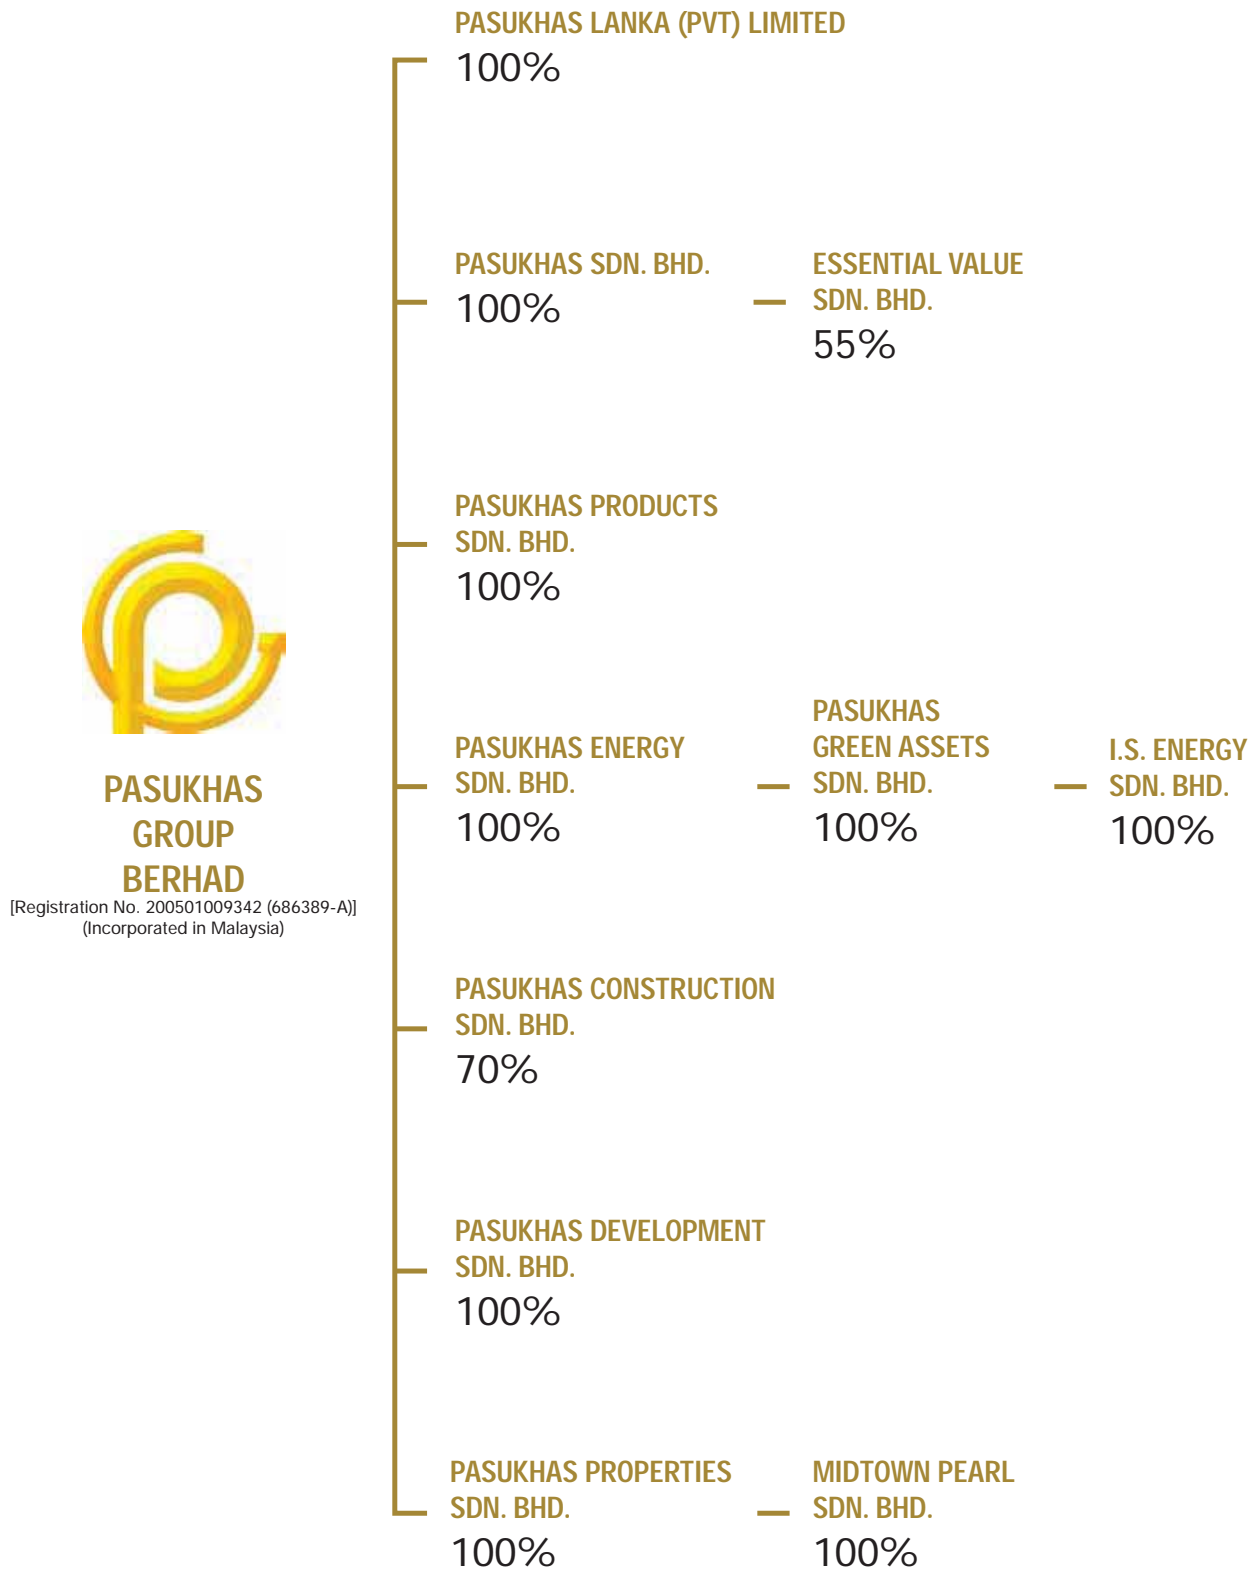 PASUKHAS LANKA (PVT) LIMITED
100%
PASUKHAS SDN. BHD.
100%
ESSENTIAL VALUE
SDN. BHD.
55%
PASUKHAS PRODUCTS
SDN. BHD.
100%
PASUKHAS
GROUP
BERHAD
[Registration No. 200501009342 (686389-A)]
(Incorporated in Malaysia)
PASUKHAS ENERGY
SDN. BHD.
100%
PASUKHAS
GREEN ASSETS
SDN. BHD.
100%
I.S. ENERGY
SDN. BHD.
100%
PASUKHAS CONSTRUCTION
SDN. BHD.
70%
PASUKHAS DEVELOPMENT
SDN. BHD.
100%
PASUKHAS PROPERTIES
SDN. BHD.
100%
MIDTOWN PEARL
SDN. BHD.
100%